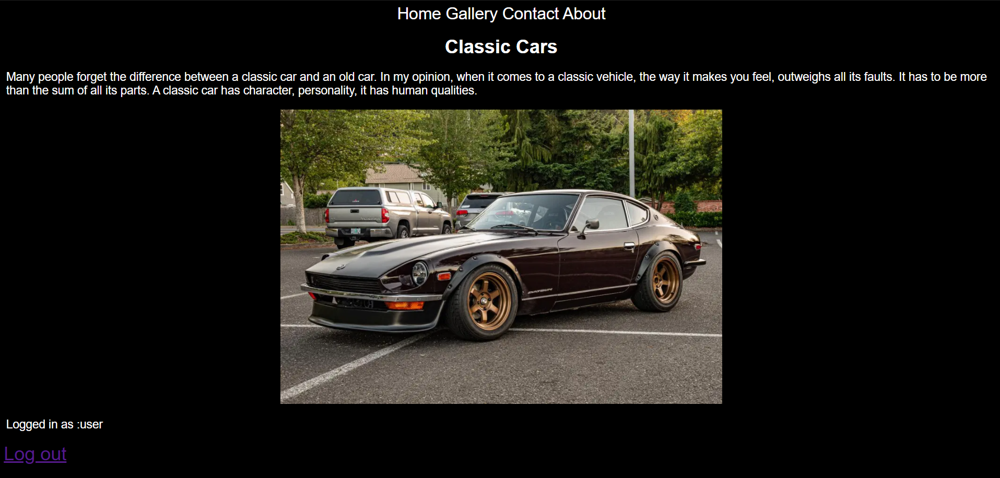 Home Gallery Contact About
Classic Cars
Many people forget the difference between a classic car and an old car. In my opinion, when it comes to a classic vehicle, the way it makes you feel, outweighs all its faults. It has to be more
than the sum of all its parts. A classic car has character, personality, it has human qualities.
TUNDRA
DATSUN
Logged in as :user
Log out